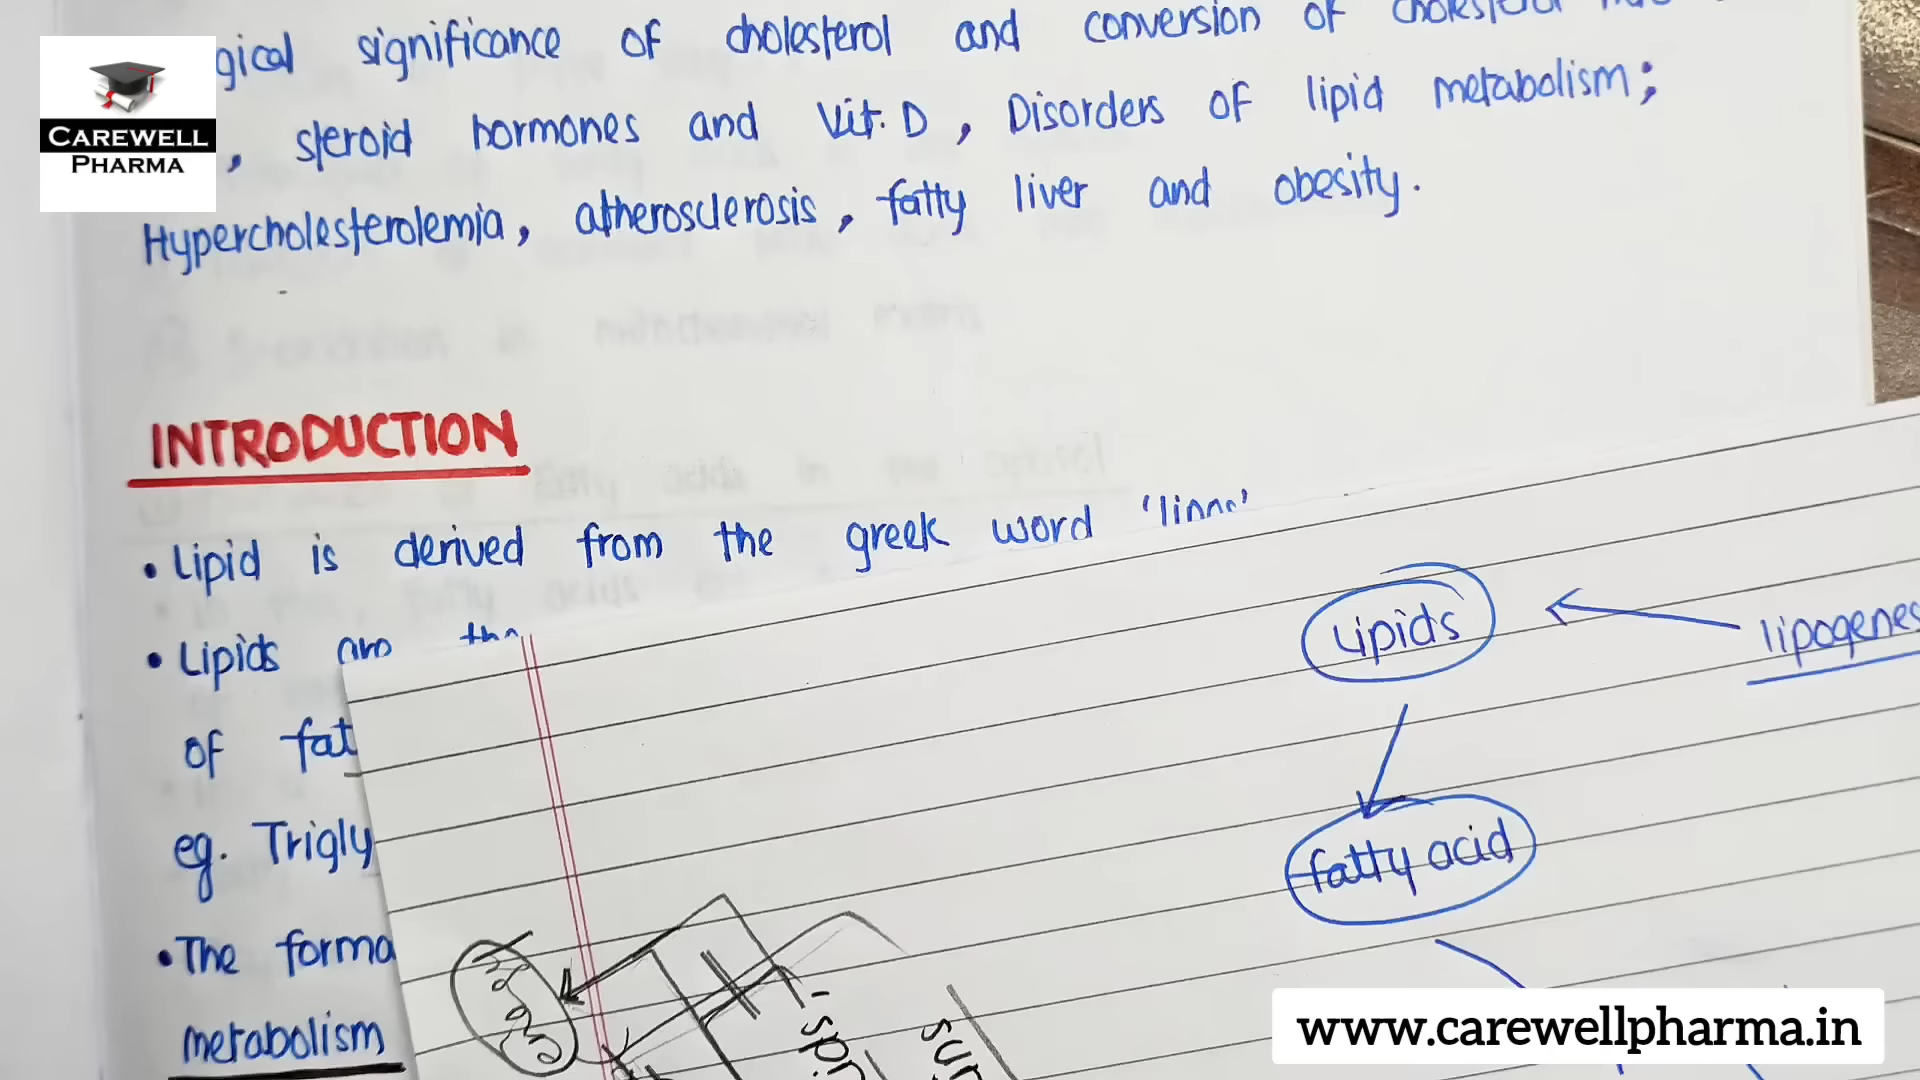 CAREWELL
PHARMA
gical significance of cholesterol and conversion of
, steroid hormones and Vit. D , Disorders of lipid metabolism;
Hypercholesterolemia, atherosclerosis, fatty liver and obesity.
INTRODUCTION
• Lipid is derived from the greek word
• Lipids are the
of fat
eg. Trigly
• The forma
metabolism
Lipids
lipogenes
fatty acid
www.carewellpharma.in